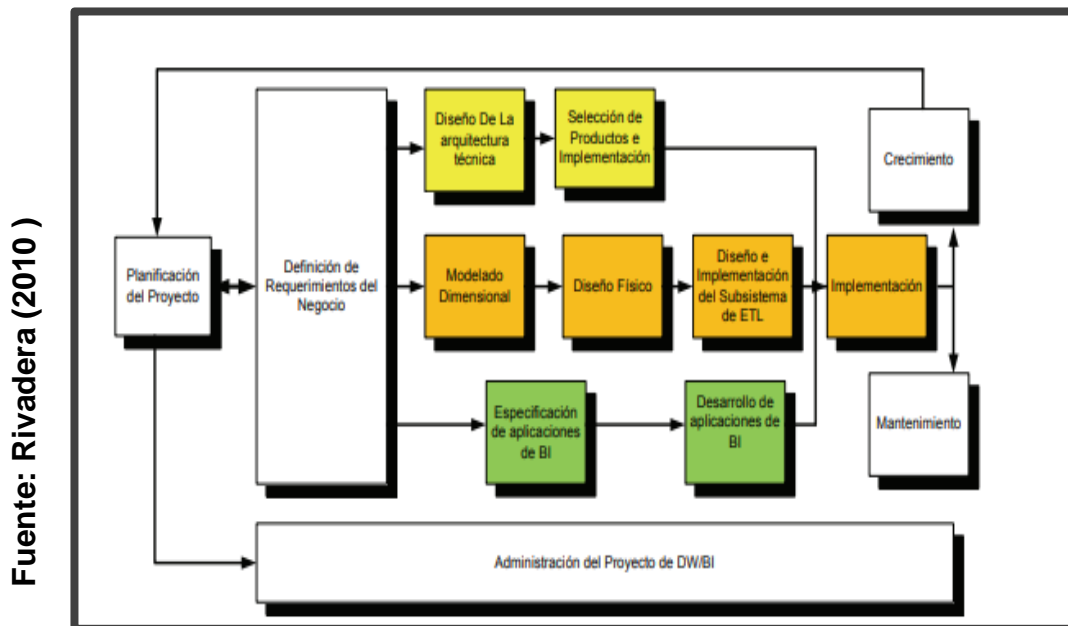 Fuente: Rivadera (2010 )
Planificación
del Proyecto
Definición de
Requerimientos del
Negocio
Diseño De La
arquitectura
técnica
Selección de
Productos e
Implementación
Modelado
Dimensional
Diseño Físico
Diseño e
Implementación
del Subsistema
de ETL
Implementación
Especificación
de aplicaciones
de BI
Desarrollo de
aplicaciones de
BI
Crecimiento
Mantenimiento
Administración del Proyecto de DW/BI